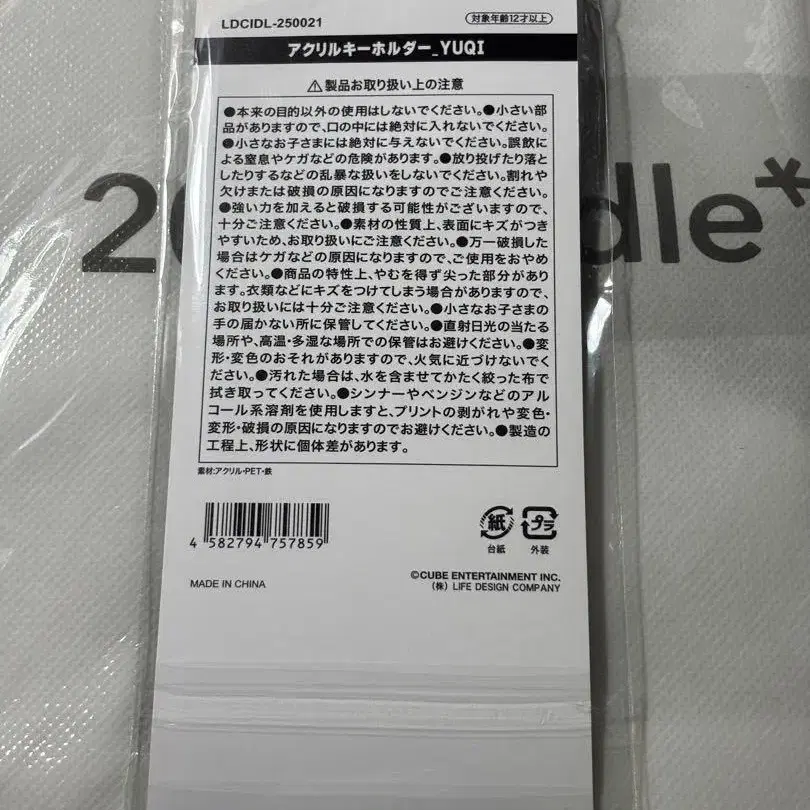 LDCIDL-250021
対象年齢12才以上
アクリルキーホルダー_YUQI
⚠製品お取り扱い上の注意
●本来の目的以外の使用はしないでください。●小さい部
品がありますので、口の中には絶対に入れないでください。
●小さなお子さまには絶対に与えないでください。誤飲
による窒息やケガなどの危険があります。●放り投げたり落と
したりするなどの乱暴な扱いをしないでください。割れや
欠けまたは破損の原因になりますのでご注意ください。
●強い力を加えると破損する可能性がございますので、
十分ご注意ください。●素材の性質上、表面にキズがつき
やすいため、お取り扱いにご注意ください。●万一破損した
場合はケガなどの原因になりますので、ご使用をおやめ
ください。●商品の特性上、やむを得ず尖った部分があり
ます。衣類などにキズをつけてしまう場合がありますので、
お取り扱いには十分ご注意ください。●小さなお子さまの
手の届かない所に保管してください。●直射日光の当たる
場所や、高温・多湿な場所での保管はお避けください。●変
形・変色のおそれがありますので、火気に近づけないでく
ださい。●汚れた場合は、水を含ませてかたく絞った布で
拭き取ってください。●シンナーやベンジンなどのアル
コール系溶剤を使用しますと、プリントの剥がれや変色・
変形・破損の原因になりますのでお避けください。●製造の
工程上、形状に個体差があります。
素材:アクリル・PET・鉄
4 582794 757859
紙
台紙
プラ
外装
MADE IN CHINA
©CUBE ENTERTAINMENT INC.
(株) LIFE DESIGN COMPANY
dle*